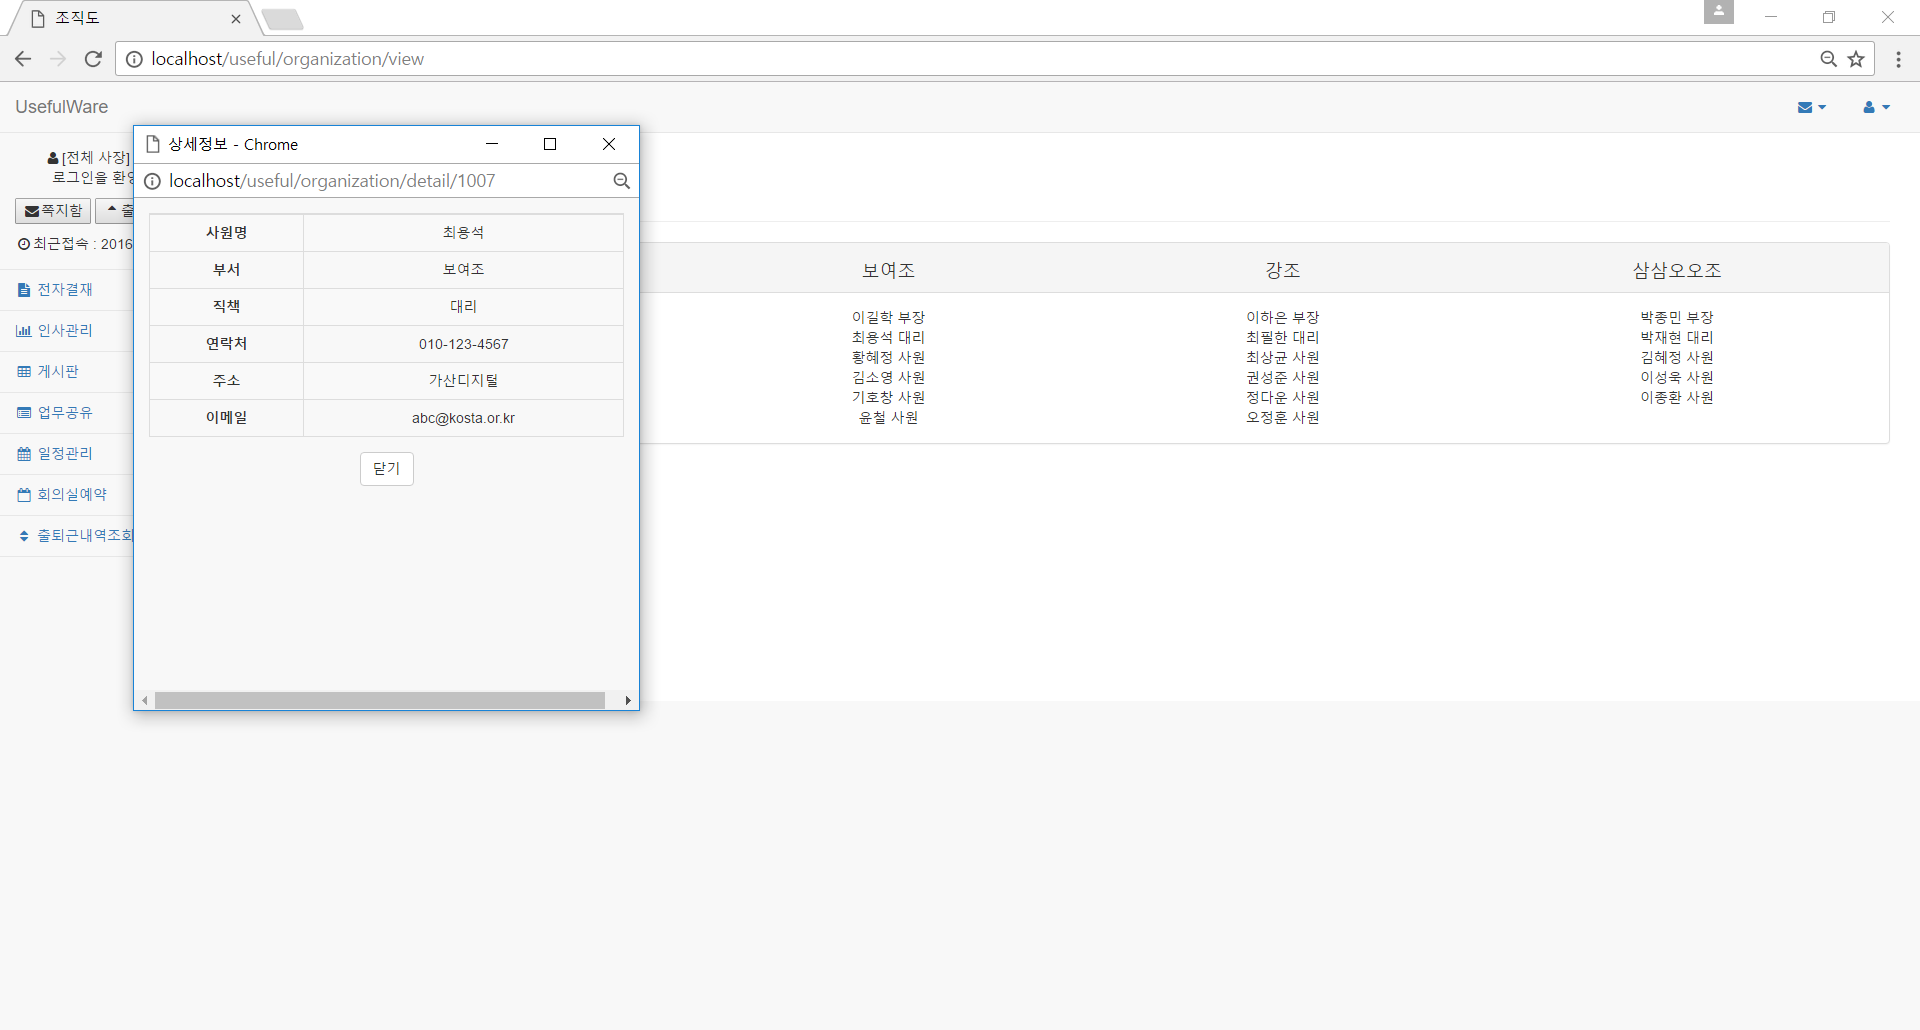 조직도
localhost/useful/organization/view
UsefulWare
[전체 사장]
로그인을 환영
쪽지함
출
최근접속 : 2016
전자결재
인사관리
게시판
업무공유
일정관리
회의실예약
출퇴근내역조회
상세정보 - Chrome
localhost/useful/organization/detail/1007
사원명 최용석
부서 보여조
직책 대리
연락처 010-123-4567
주소 가산디지털
이메일 abc@kosta.or.kr
닫기
보여조
이길학 부장
최용석 대리
황혜정 사원
김소영 사원
기호창 사원
윤철 사원
강조
이하은 부장
최필한 대리
최상균 사원
권성준 사원
정다운 사원
오정훈 사원
삼삼오오조
박종민 부장
박재현 대리
김혜정 사원
이성욱 사원
이종환 사원